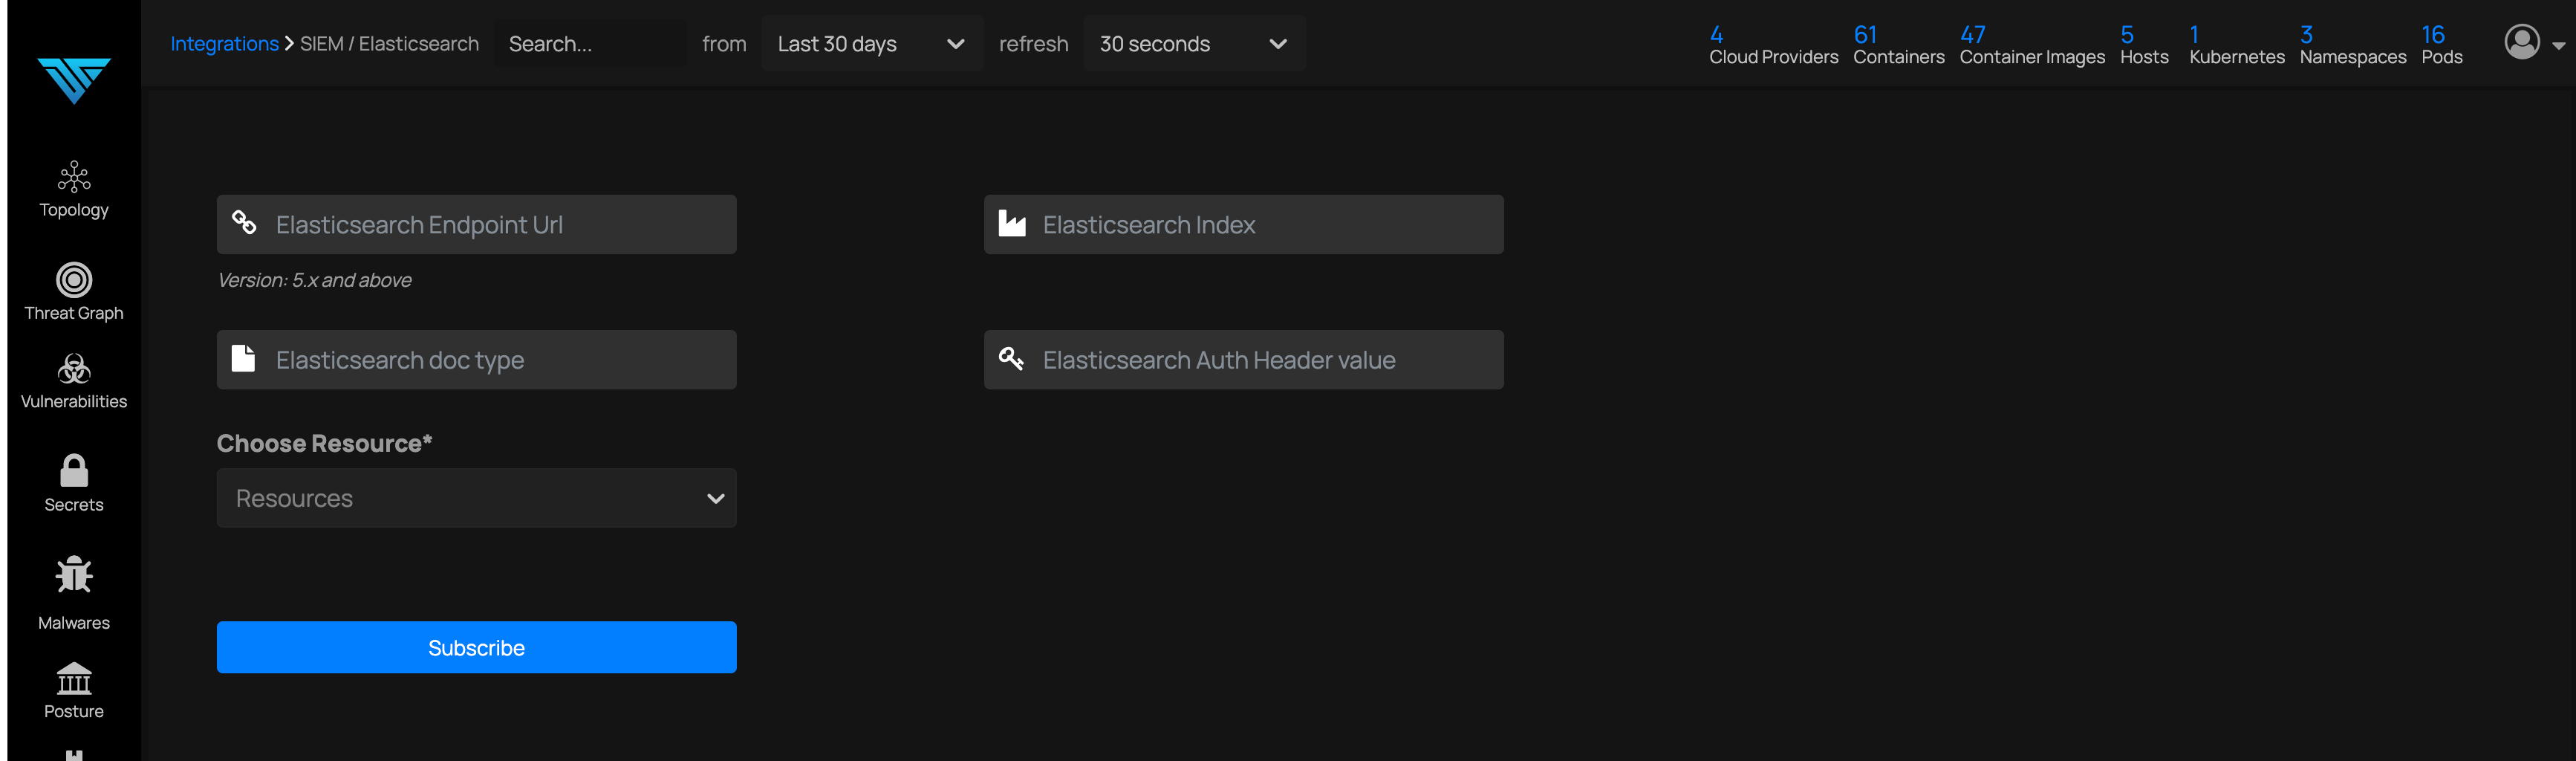 Integrations > SIEM / Elasticsearch Search... from Last 30 days refresh 30 seconds
4 Cloud Providers
61 Containers
47 Container Images
5 Hosts
1 Kubernetes
3 Namespaces
16 Pods
Topology
Threat Graph
Vulnerabilities
Secrets
Malwares
Posture
Elasticsearch Endpoint Url
Elasticsearch Index
Version: 5.x and above
Elasticsearch doc type
Elasticsearch Auth Header value
Choose Resource*
Resources
Subscribe